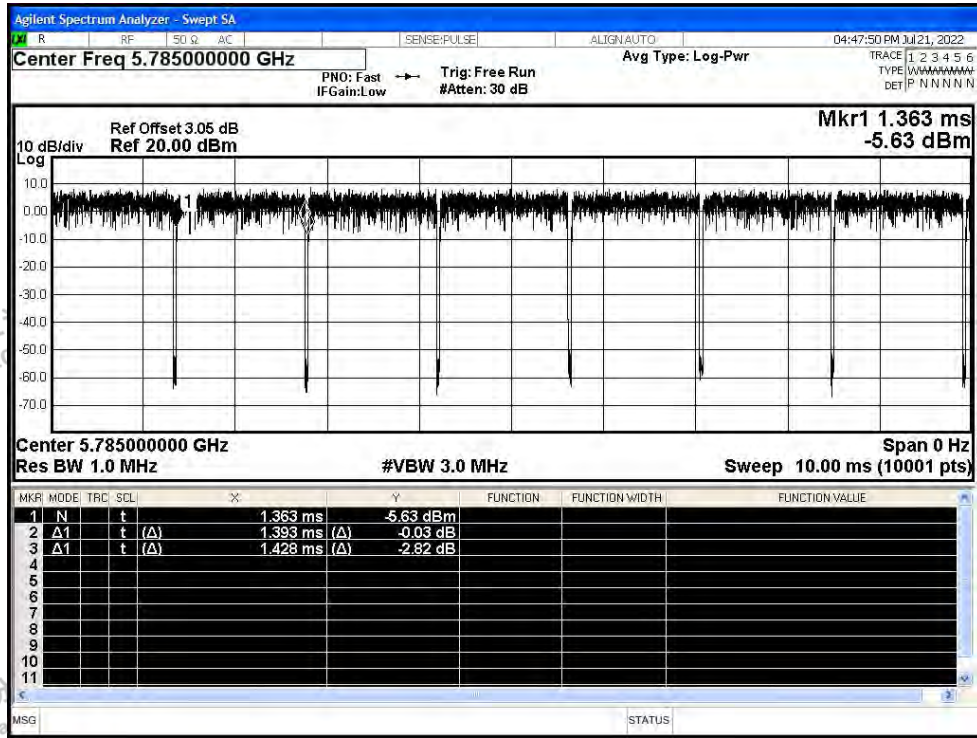 Agilent Spectrum Analyzer - Swept SA
LXI R RF 50 Ω AC SENSE:PULSE ALIGN AUTO 04:47:50 PM Jul 21, 2022
Center Freq 5.785000000 GHz
PNO: Fast
IFGain:Low
Trig: Free Run
#Atten: 30 dB
Avg Type: Log-Pwr
TRACE 1 2 3 4 5 6
TYPE WWWWWW
DET P N N N N N
Mkr1 1.363 ms
-5.63 dBm
Ref Offset 3.05 dB
10 dB/div Ref 20.00 dBm
Log
10.0
0.00
-10.0
-20.0
-30.0
-40.0
-50.0
-60.0
-70.0
1
Center 5.785000000 GHz Span 0 Hz
Res BW 1.0 MHz #VBW 3.0 MHz Sweep 10.00 ms (10001 pts)
MKR MODE TRC SCL X Y FUNCTION FUNCTION WIDTH FUNCTION VALUE
1 N t 1.363 ms -5.63 dBm
2 Δ1 t (Δ) 1.393 ms (Δ) -0.03 dB
3 Δ1 t (Δ) 1.428 ms (Δ) -2.82 dB
4
5
6
7
8
9
10
11
MSG STATUS